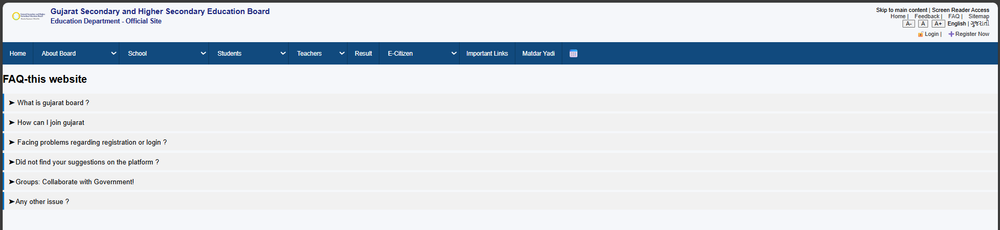 Gujarat Secondary and Higher Secondary Education Board
Education Department - Official Site
Skip to main content | Screen Reader Access
Home | Feedback | FAQ | Sitemap
A- A A+ English | ગુજરાતી
Login | Register Now
Home About Board School Students Teachers Result E-Citizen Important Links Matdar Yadi
FAQ-this website
➤ What is gujarat board ?
➤ How can I join gujarat
➤ Facing problems regarding registration or login ?
➤Did not find your suggestions on the platform ?
➤Groups: Collaborate with Government!
➤Any other issue ?